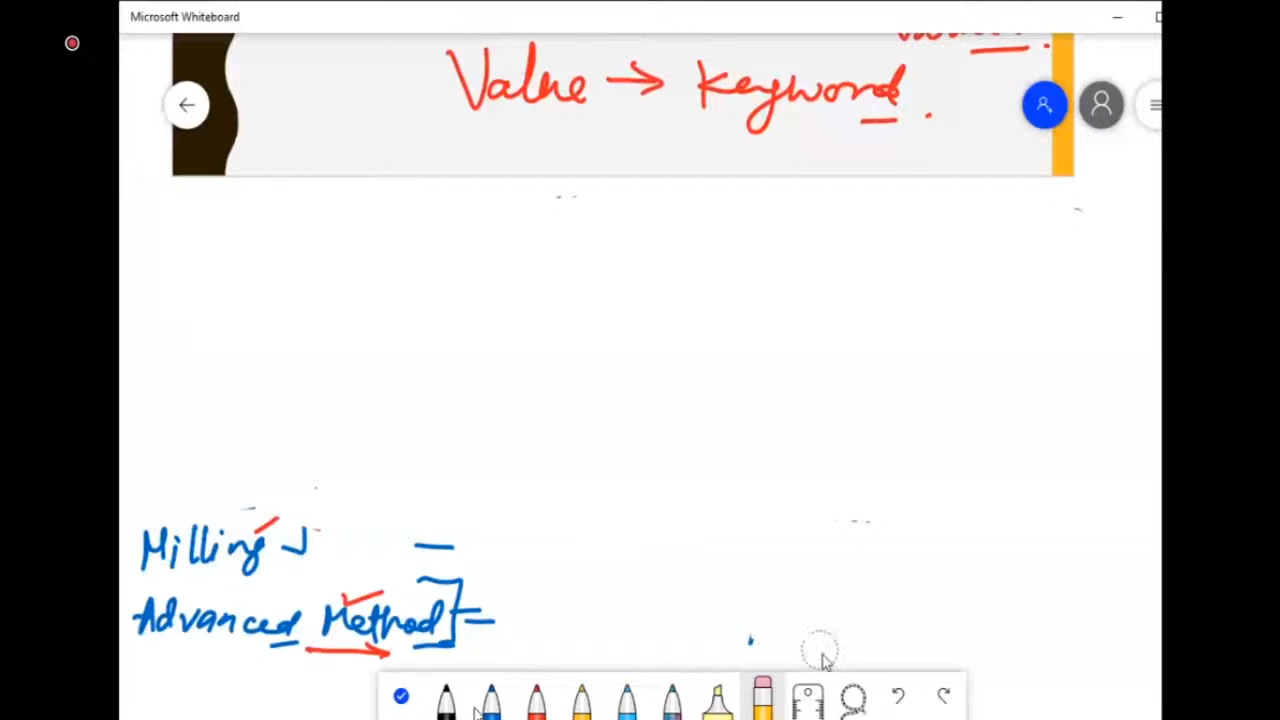 Microsoft Whiteboard
Value → Keyword.
Milling
Advanced Method